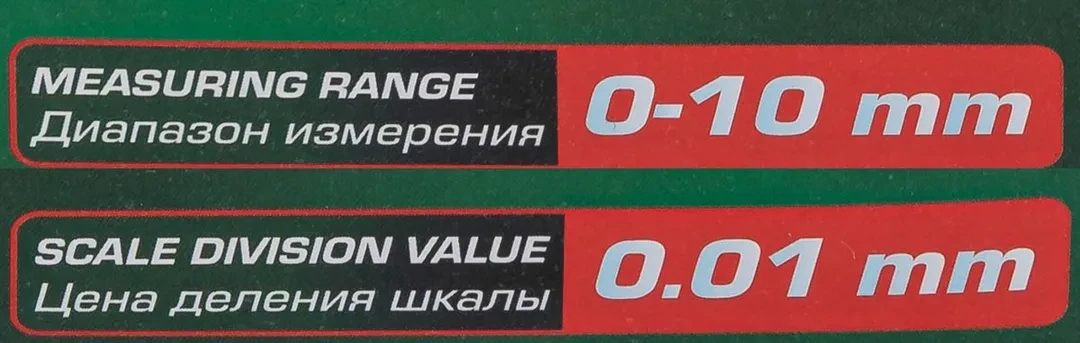 MEASURING RANGE
Диапазон измерения
0-10 mm
SCALE DIVISION VALUE
Цена деления шкалы
0.01 mm